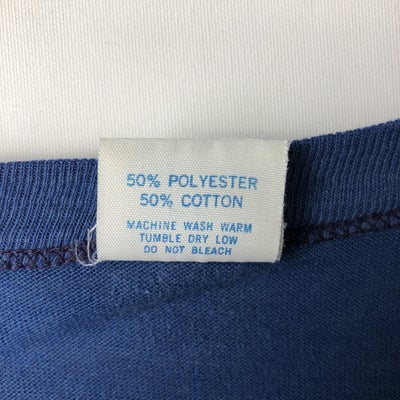 50% POLYESTER
50% COTTON
MACHINE WASH WARM
TUMBLE DRY LOW
DO NOT BLEACH